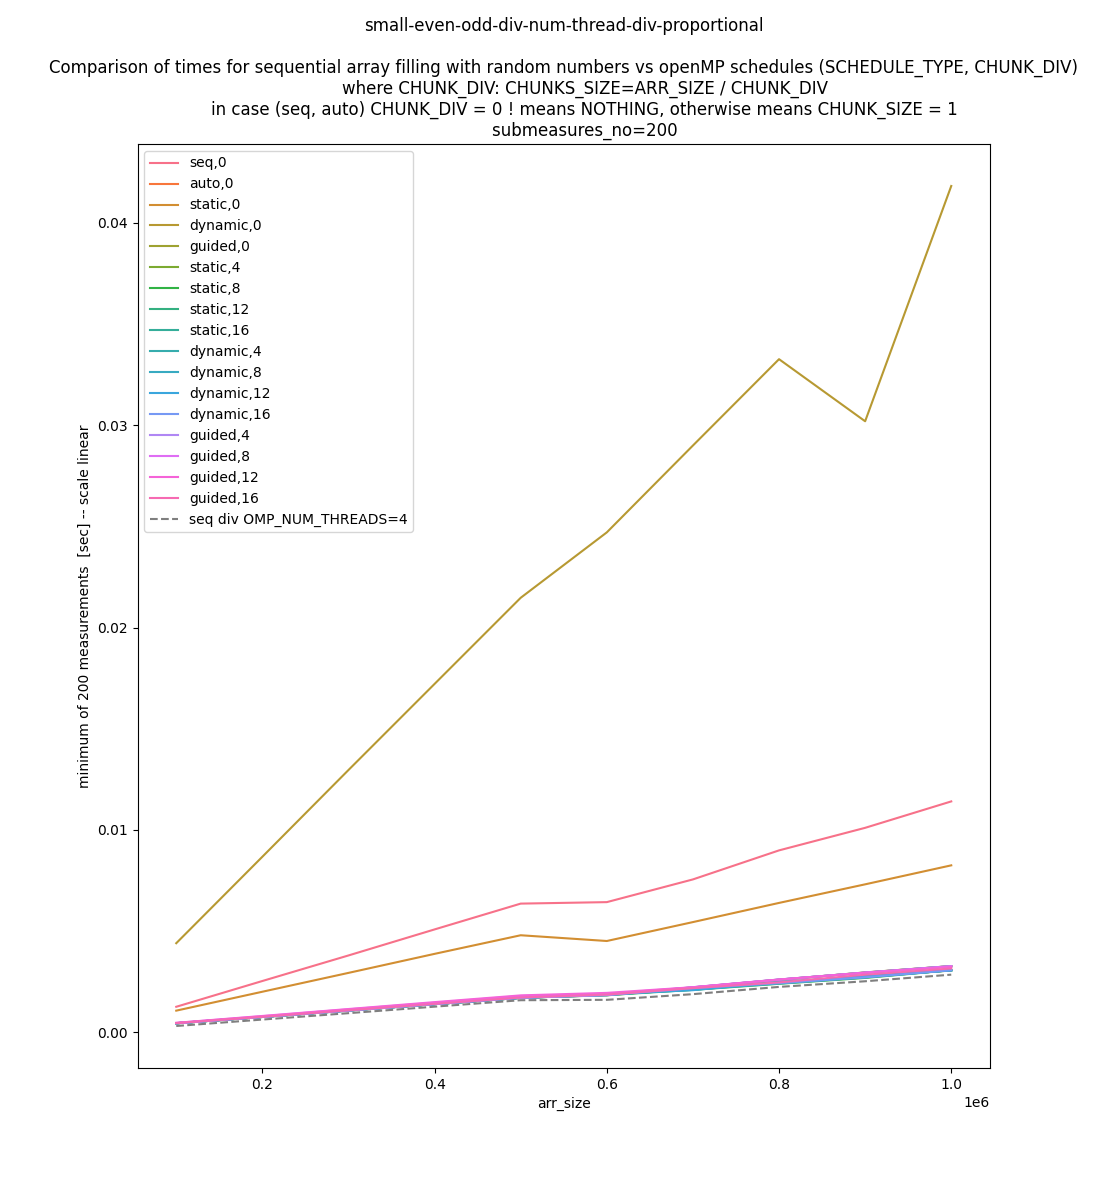 small-even-odd-div-num-thread-div-proportional
Comparison of times for sequential array filling with random numbers vs openMP schedules (SCHEDULE_TYPE, CHUNK_DIV)
where CHUNK_DIV: CHUNKS_SIZE=ARR_SIZE / CHUNK_DIV
in case (seq, auto) CHUNK_DIV = 0 ! means NOTHING, otherwise means CHUNK_SIZE = 1
submeasures_no=200
seq,0
auto,0
static,0
dynamic,0
guided,0
static,4
static,8
static,12
static,16
dynamic,4
dynamic,8
dynamic,12
dynamic,16
guided,4
guided,8
guided,12
guided,16
seq div OMP_NUM_THREADS=4
minimum of 200 measurements [sec] -- scale linear
0.04
0.03
0.02
0.01
0.00
0.2
0.4
0.6
0.8
1.0
1e6
arr_size